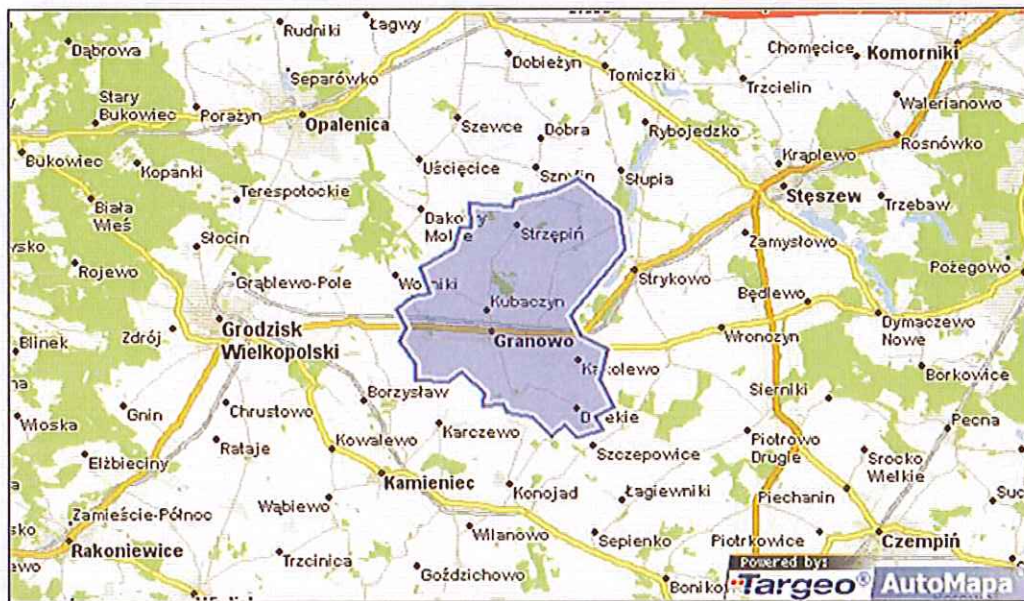 Łagwy
Rudniki
Dąbrowa
Chomęcice
Komorniki
Dobieżyn
Tomiczki
Separówko
Trzcielin
Stary
Bukowiec
Porażyn
Opalenica
Walerianowo
Szewce
Dobra
Rybojedzko
Rosnówko
Bukowiec
Kopanki
Uścięcice
Słupia
Krąplewo
Terespotockie
Stęszew
Trzebaw
Biała
Wieś
Strzępiń
Słocin
Zamysłowo
Rojewo
Grąblewo-Pole
Strykowo
Pożegowo
Będlewo
Kubaczyn
Zdrój
Grodzisk
Wielkopolski
Granowo
Wronczyn
Dymaczewo
Nowe
Blinek
Borkowice
Borzysław
Sierniki
Gnin
Chrustowo
Wioska
Karczewo
Pecna
Rataje
Kowalewo
Piotrowo
Drugie
Elżbieciny
Szczepowice
Srocko
Wielkie
Kamieniec
Konojad
Łagiewniki
Piechanin
Wąbiewo
Zamieście-Północ
Wilanowo
Sepienko
Piotrkowice
Czempiń
Rakoniewice
Trzcinica
Goździchowo
Powered by:
Targeo® AutoMapa®